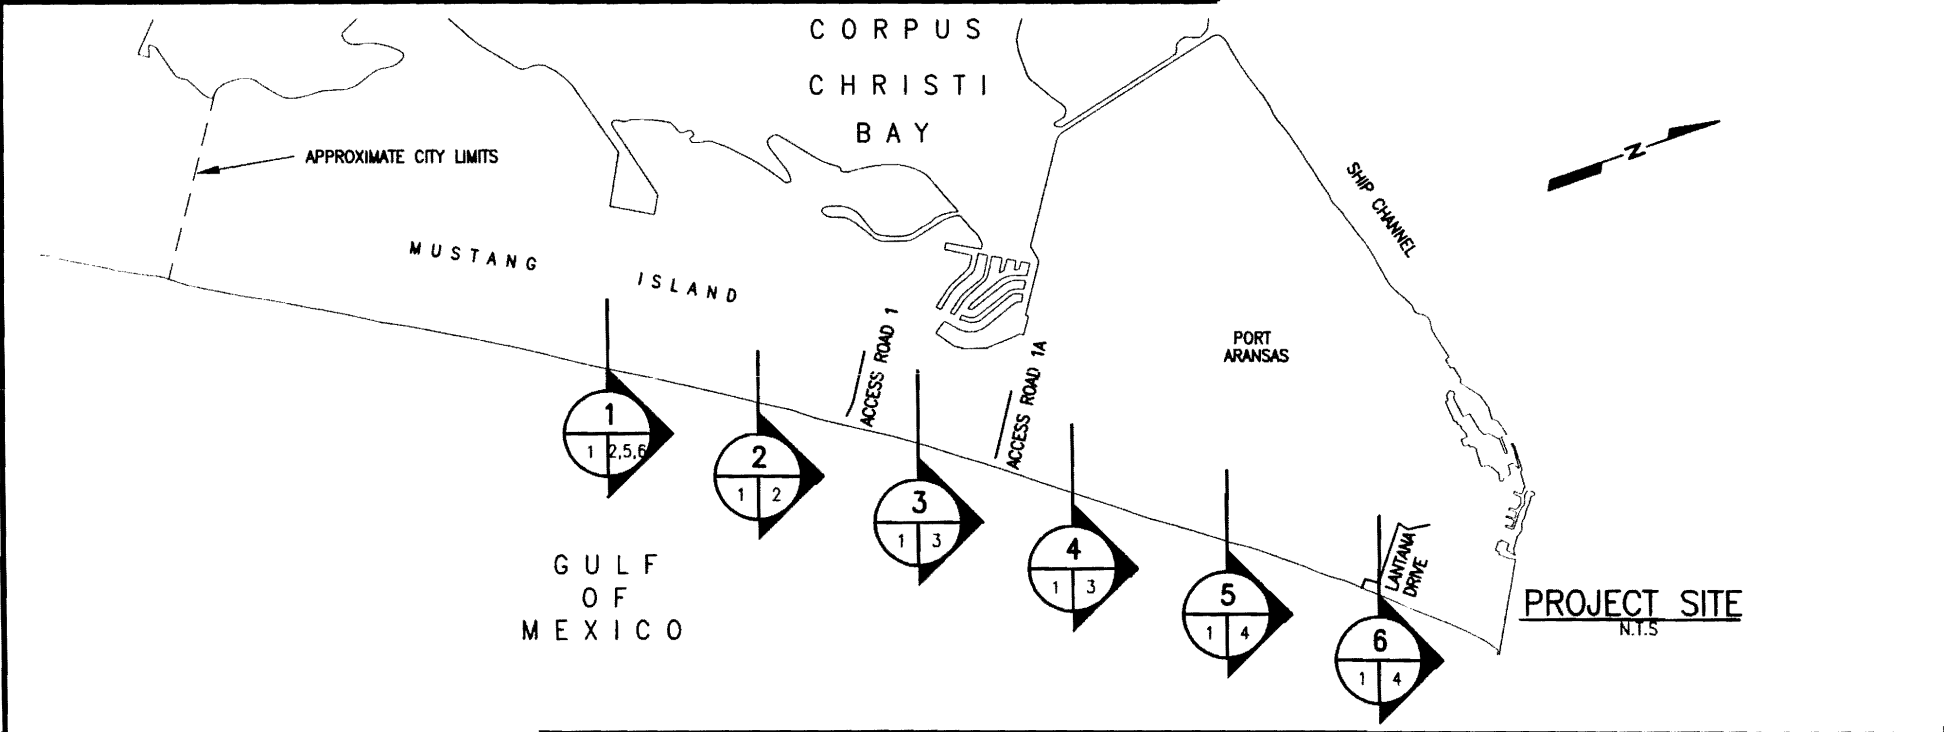 CORPUS
CHRISTI
BAY
APPROXIMATE CITY LIMITS
N
SHIP CHANNEL
MUSTANG ISLAND
ACCESS ROAD 1
ACCESS ROAD 1A
PORT
ARANSAS
1
1 2,5,6
2
1 2
3
1 3
4
1 3
5
1 4
6
1 4
LANTANA
DRIVE
GULF
OF
MEXICO
PROJECT SITE
N.T.S